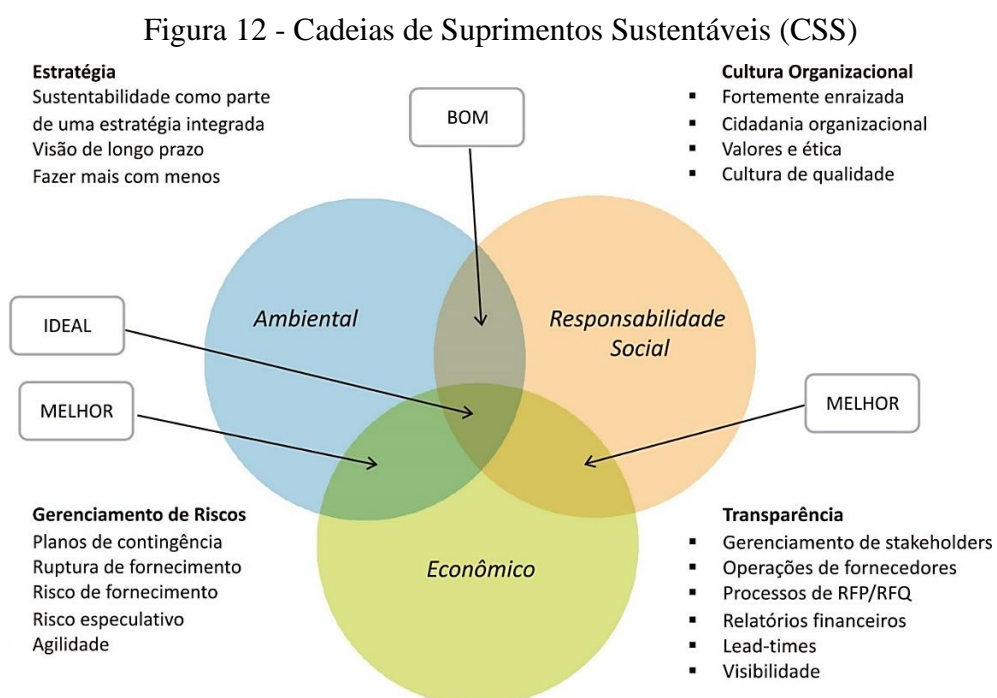 Figura 12 - Cadeias de Suprimentos Sustentáveis (CSS)
Estratégia
Sustentabilidade como parte
de uma estratégia integrada
Visão de longo prazo
Fazer mais com menos
BOM
Cultura Organizacional
▪ Fortemente enraizada
▪ Cidadania organizacional
▪ Valores e ética
▪ Cultura de qualidade
Ambiental
Responsabilidade
Social
IDEAL
MELHOR
MELHOR
Econômico
Gerenciamento de Riscos
Planos de contingência
Ruptura de fornecimento
Risco de fornecimento
Risco especulativo
Agilidade
Transparência
▪ Gerenciamento de stakeholders
▪ Operações de fornecedores
▪ Processos de RFP/RFQ
▪ Relatórios financeiros
▪ Lead-times
▪ Visibilidade